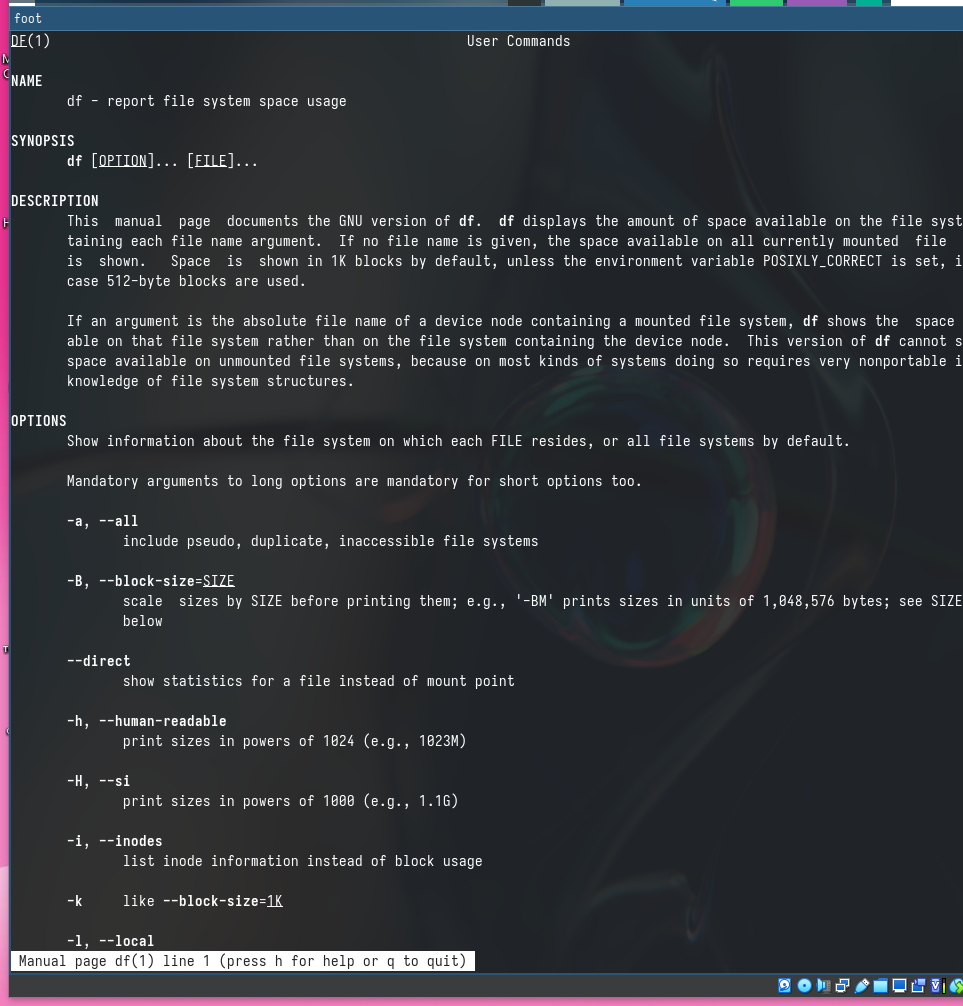 foot
DF(1) User Commands
NAME
df - report file system space usage
SYNOPSIS
df [OPTION]... [FILE]...
DESCRIPTION
This manual page documents the GNU version of df. df displays the amount of space available on the file syst
taining each file name argument. If no file name is given, the space available on all currently mounted file
is shown. Space is shown in 1K blocks by default, unless the environment variable POSIXLY_CORRECT is set, i
case 512-byte blocks are used.
If an argument is the absolute file name of a device node containing a mounted file system, df shows the space
able on that file system rather than on the file system containing the device node. This version of df cannot s
space available on unmounted file systems, because on most kinds of systems doing so requires very nonportable i
knowledge of file system structures.
OPTIONS
Show information about the file system on which each FILE resides, or all file systems by default.
Mandatory arguments to long options are mandatory for short options too.
-a, --all
include pseudo, duplicate, inaccessible file systems
-B, --block-size=SIZE
scale sizes by SIZE before printing them; e.g., '-BM' prints sizes in units of 1,048,576 bytes; see SIZE
below
--direct
show statistics for a file instead of mount point
-h, --human-readable
print sizes in powers of 1024 (e.g., 1023M)
-H, --si
print sizes in powers of 1000 (e.g., 1.1G)
-i, --inodes
list inode information instead of block usage
-k like --block-size=1K
-l, --local
Manual page df(1) line 1 (press h for help or q to quit)